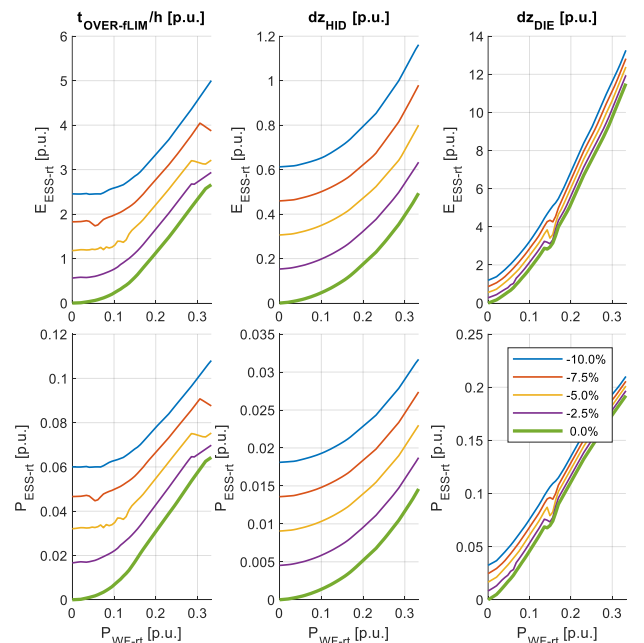 t_OVER-fLIM/h [p.u.]
dz_HID [p.u.]
dz_DIE [p.u.]
E_ESS-rt [p.u.]
6
5
4
3
2
1
0
0 0.1 0.2 0.3
E_ESS-rt [p.u.]
1.2
1
0.8
0.6
0.4
0.2
0
0 0.1 0.2 0.3
E_ESS-rt [p.u.]
14
12
10
8
6
4
2
0
0 0.1 0.2 0.3
P_ESS-rt [p.u.]
0.12
0.1
0.08
0.06
0.04
0.02
0
0 0.1 0.2 0.3
P_WF-rt [p.u.]
P_ESS-rt [p.u.]
0.035
0.03
0.025
0.02
0.015
0.01
0.005
0
0 0.1 0.2 0.3
P_WF-rt [p.u.]
P_ESS-rt [p.u.]
0.25
0.2
0.15
0.1
0.05
0
0 0.1 0.2 0.3
P_WF-rt [p.u.]
-10.0%
-7.5%
-5.0%
-2.5%
0.0%